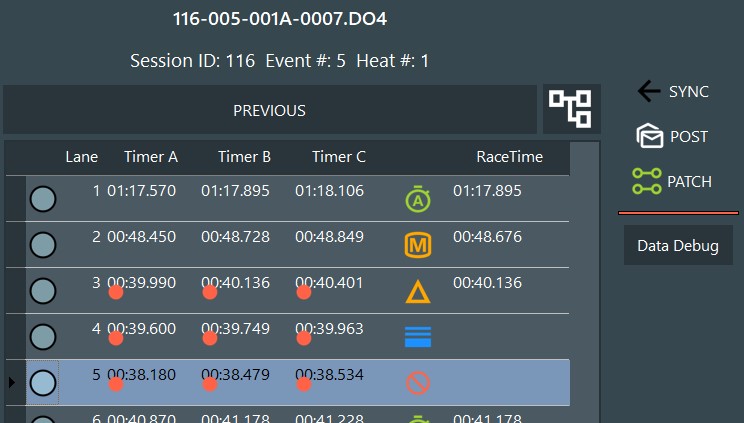 116-005-001A-0007.DO4
Session ID: 116 Event #: 5 Heat #: 1
PREVIOUS
SYNC
POST
PATCH
Data Debug
Lane Timer A Timer B Timer C RaceTime
1 01:17.570 01:17.895 01:18.106 A 01:17.895
2 00:48.450 00:48.728 00:48.849 M 00:48.676
3 00:39.990 00:40.136 00:40.401 00:40.136
4 00:39.600 00:39.749 00:39.963
5 00:38.180 00:38.479 00:38.534
6 00:40.870 00:41.178 00:41.228 00:41.178